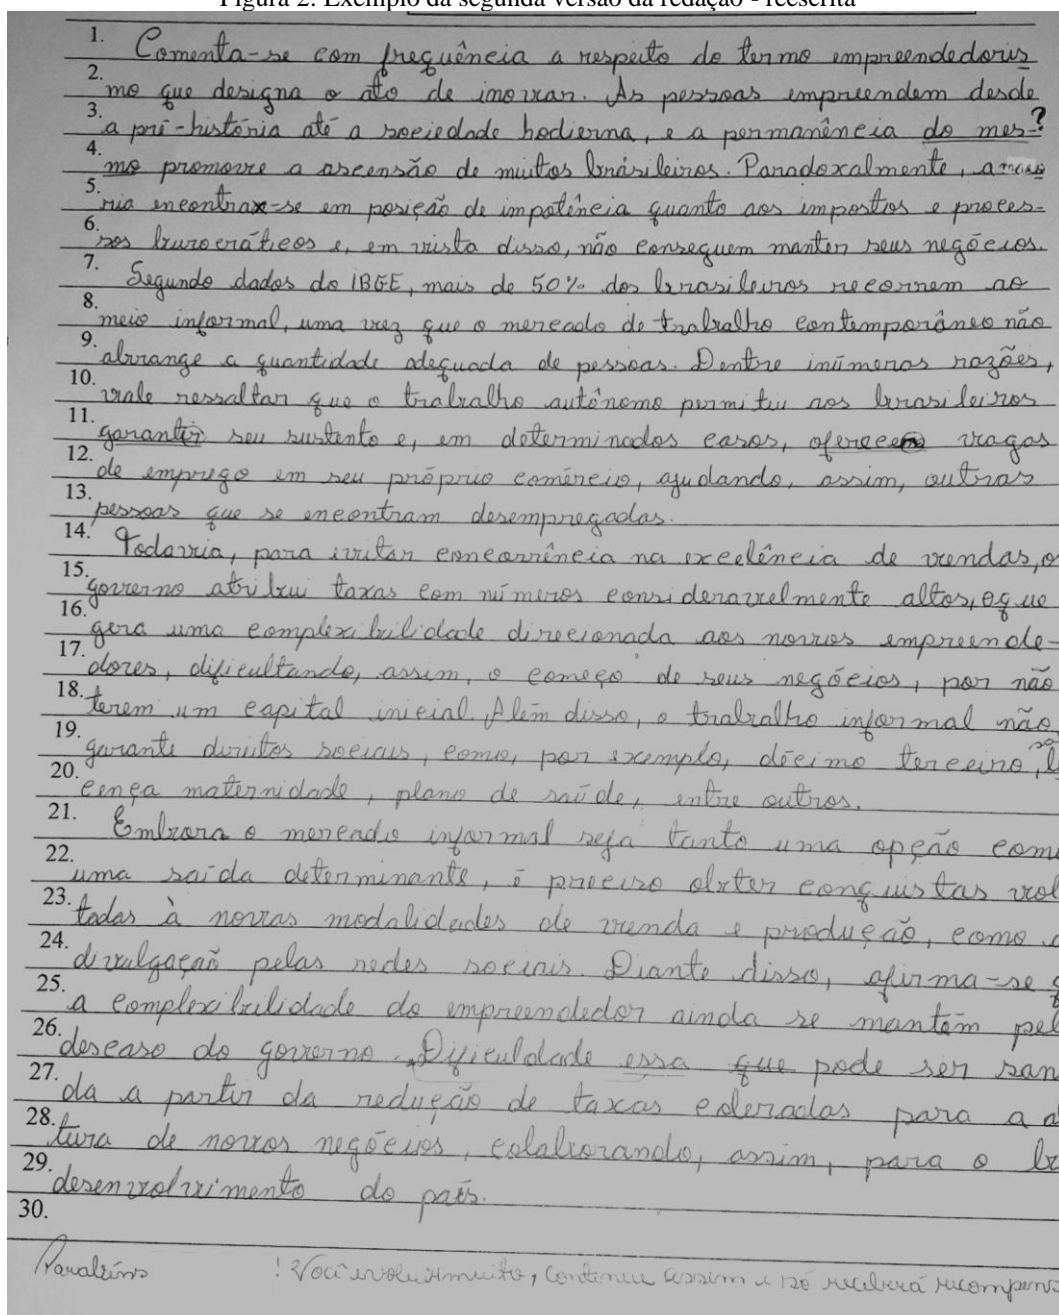 Figura 2: Exemplo da segunda versão da redação - reescrita
1. Comenta-se com frequência a respeito do termo empreendedoris
2. mo que designa o ato de inovar. As pessoas empreendem desde
3. a pré-história até a sociedade hodierna, e a permanência do mes- ?
4. mo promove a ascensão de muitos brasileiros. Paradoxalmente, a maio
5. ria encontrax-se em posição de impotência quanto aos impostios e proces-
6. sos burocráticos e, em vista disso, não conseguem manter seus negócios.
7. Segundo dados do IBGE, mais de 50% dos brasileiros recorrem ao
8. meio informal, uma vez que o mercado de trabalho contemporâneo não
9. abrange a quantidade adequada de pessoas. Dentre inúmeras razões,
10. vale ressaltar que o trabalho autônomo permitiu aos brasileiros
11. garantir seu sustento e, em determinados casos, oferecem vagas
12. de emprego em seu próprio comércio, ajudando, assim, outras
13. pessoas que se encontram desempregadas.
14. Todavia, para evitar concorrência na excelência de vendas, o
15. governo atribui taxas com números consideravelmente altos, o que
16. gera uma complexibilidade direcionada aos novos empreende-
17. dores, dificultando, assim, o começo de seus negócios, por não
18. terem um capital inicial. Além disso, o trabalho informal não
19. garante direitos sociais, como, por exemplo, décimo terceiro, li
20. cença maternidade, plano de saúde, entre outros.
21. Embora o mercado informal seja tanto uma opção com
22. uma saída determinante, é preciso obter conquistas vol
23. tadas à novas modalidades de venda e produção, como a
24. divulgação pelas redes sociais. Diante disso, afirma-se q
25. a complexibilidade do empreendedor ainda se mantém pel
26. descaso do governo. Dificuldade essa que pode ser san
27. da a partir da redução de taxas cobradas para a a
28. tura de novos negócios, colaborando, assim, para o
29. desenvolvimento do país.
30.
Parabéns ! Você evoluiu muito, continue assim e só receberá recompens